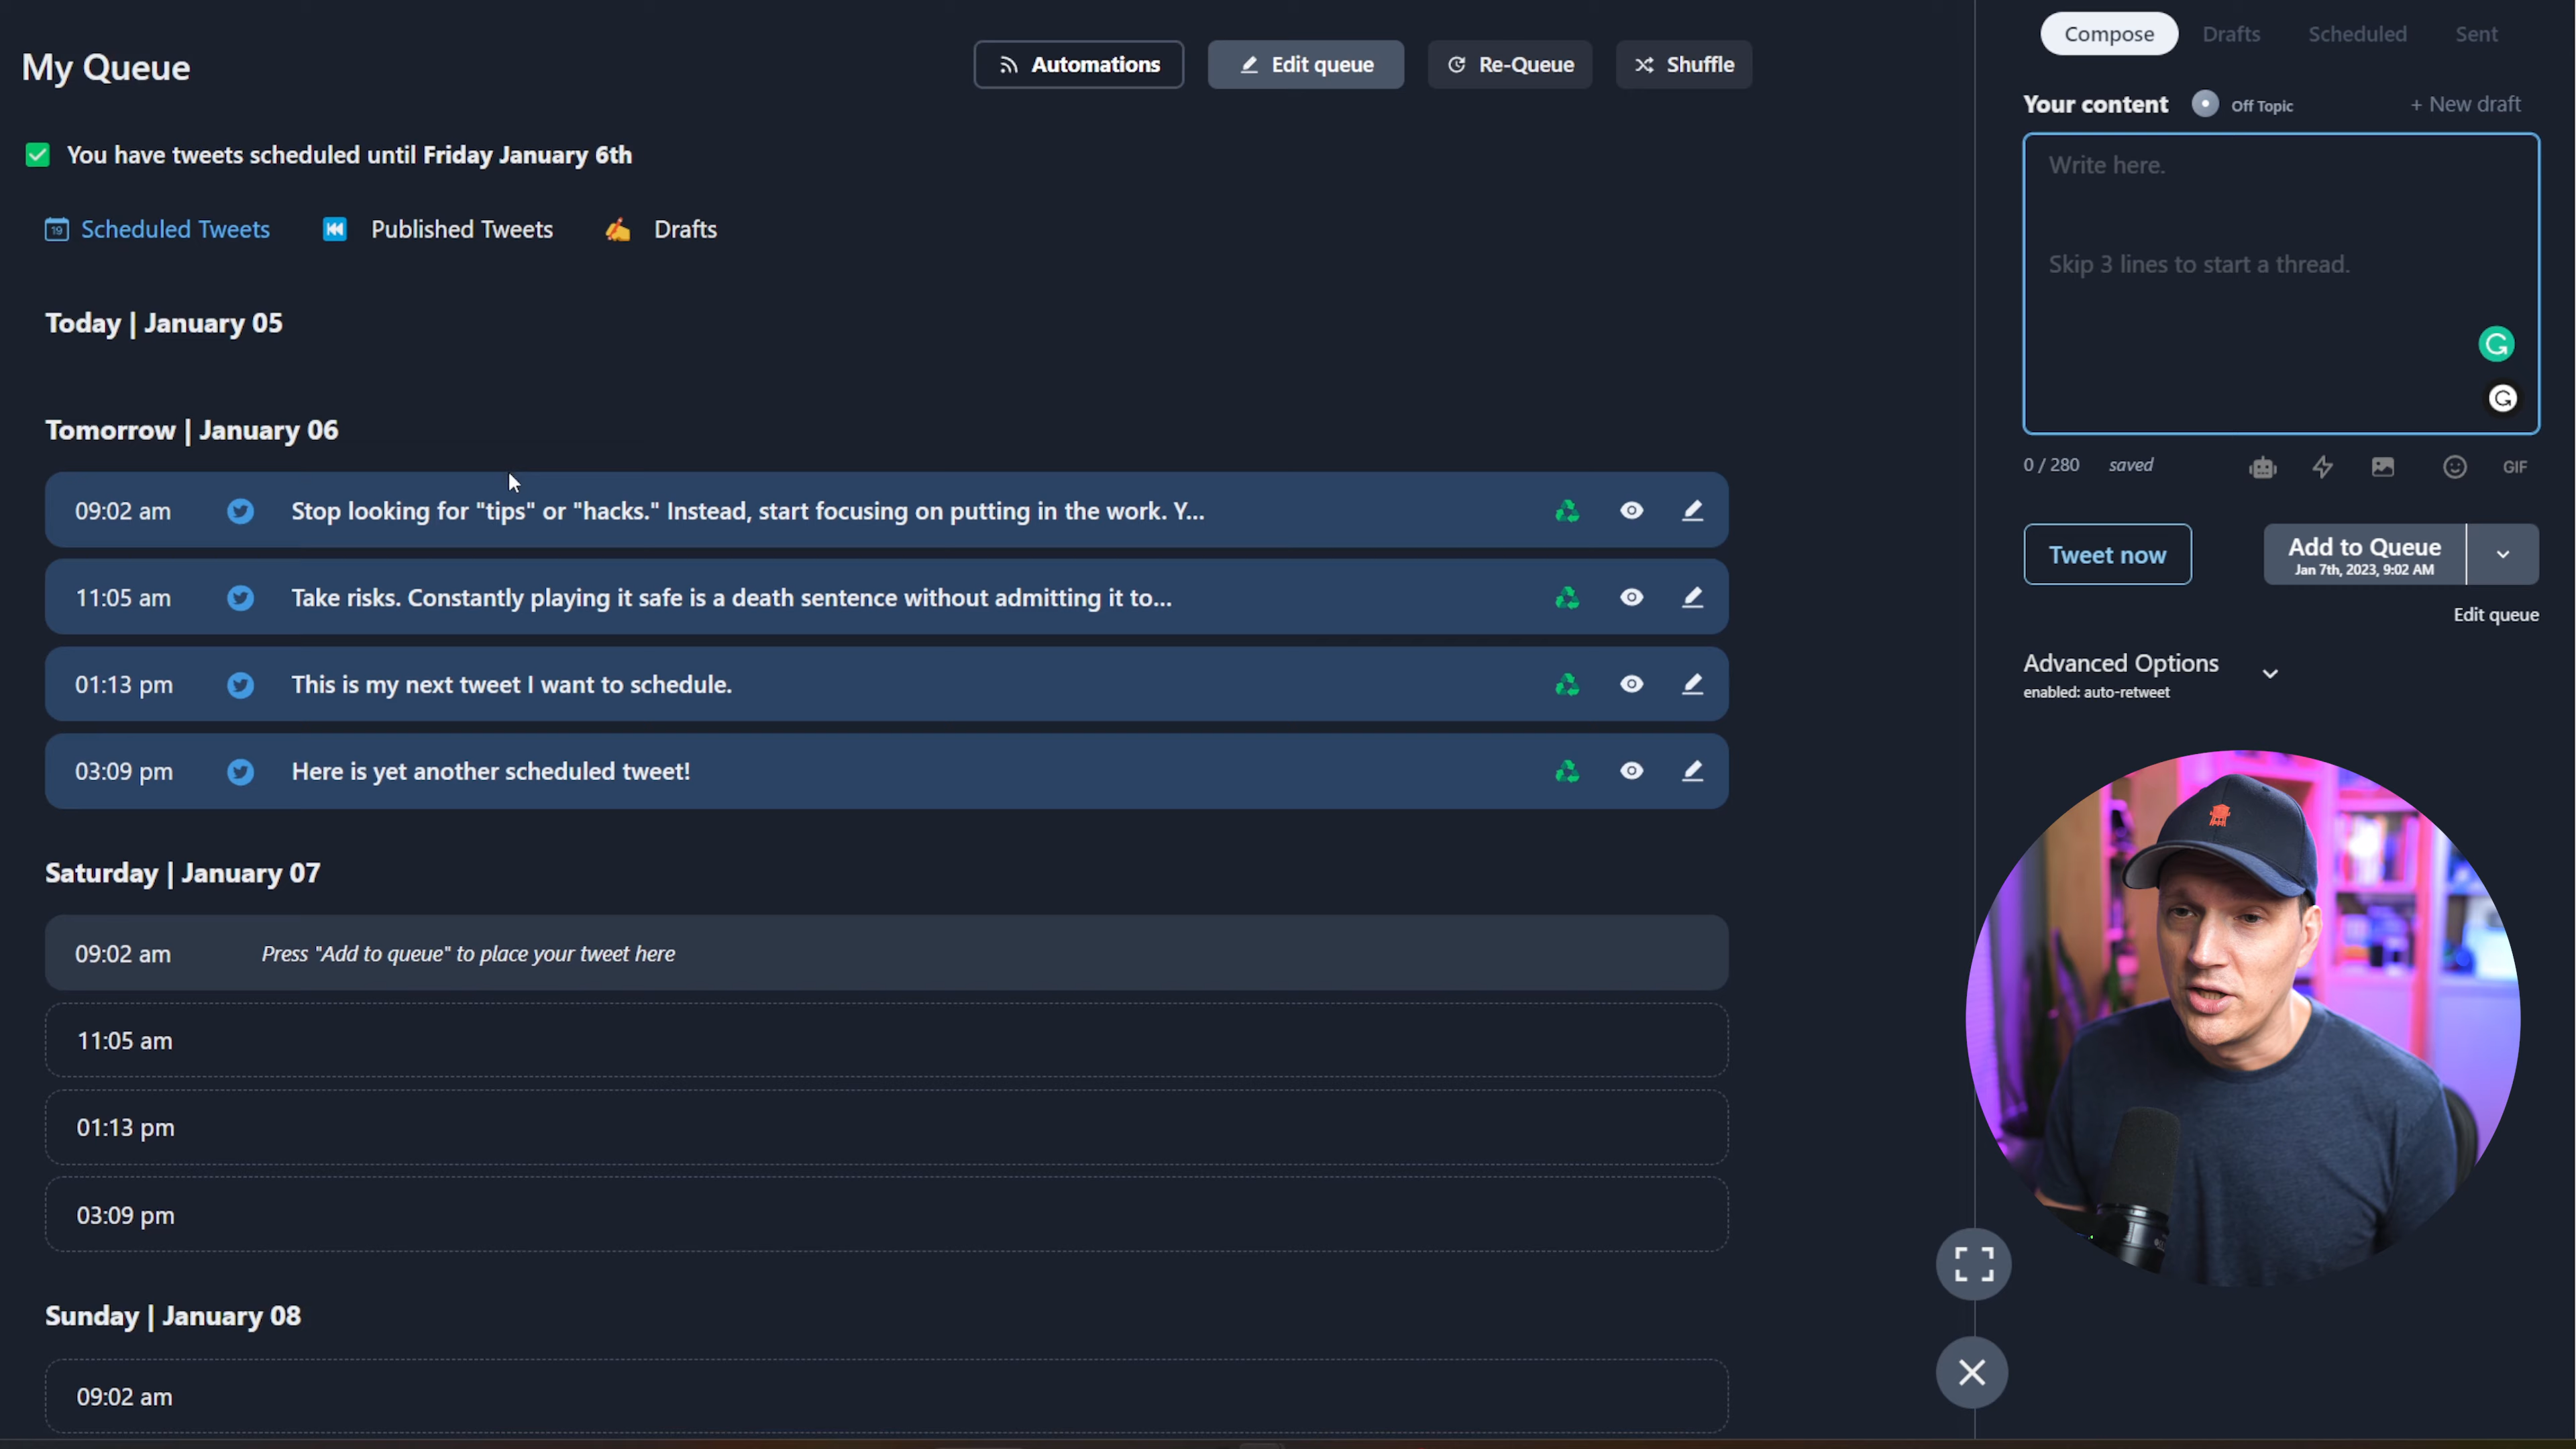 My Queue
Automations
Edit queue
Re-Queue
Shuffle
You have tweets scheduled until Friday January 6th
19
Scheduled Tweets
Published Tweets
Drafts
Today | January 05
Tomorrow | January 06
09:02 am Stop looking for "tips" or "hacks." Instead, start focusing on putting in the work. Y...
11:05 am Take risks. Constantly playing it safe is a death sentence without admitting it to...
01:13 pm This is my next tweet I want to schedule.
03:09 pm Here is yet another scheduled tweet!
Saturday | January 07
09:02 am Press "Add to queue" to place your tweet here
11:05 am
01:13 pm
03:09 pm
Sunday | January 08
09:02 am
Compose
Drafts
Scheduled
Sent
Your content
Off Topic
+ New draft
Write here.
Skip 3 lines to start a thread.
0 / 280 saved
GIF
Tweet now
Add to Queue
Jan 7th, 2023, 9:02 AM
Edit queue
Advanced Options
enabled: auto-retweet